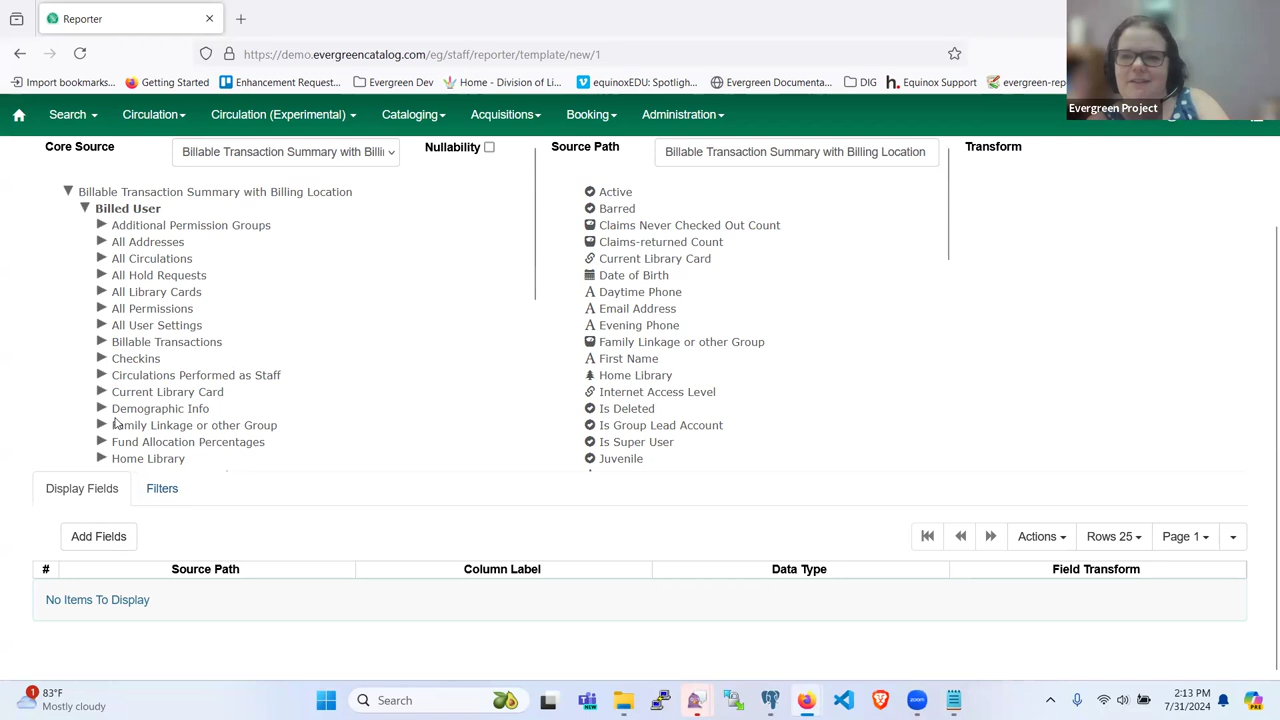 Reporter
https://demo.evergreencatalog.com/eg/staff/reporter/template/new/1
Import bookmarks... Getting Started Enhancement Request... Evergreen Dev Home - Division of Li... equinoxEDU: Spotligh... Evergreen Documenta... DIG Equinox Support evergreen-rep
Evergreen Project
Search Circulation Circulation (Experimental) Cataloging Acquisitions Booking Administration
Core Source Billable Transaction Summary with Billi Nullability Source Path Billable Transaction Summary with Billing Location Transform
Billable Transaction Summary with Billing Location
Billed User
Additional Permission Groups
All Addresses
All Circulations
All Hold Requests
All Library Cards
All Permissions
All User Settings
Billable Transactions
Checkins
Circulations Performed as Staff
Current Library Card
Demographic Info
Family Linkage or other Group
Fund Allocation Percentages
Home Library
Active
Barred
Claims Never Checked Out Count
Claims-returned Count
Current Library Card
Date of Birth
A Daytime Phone
A Email Address
A Evening Phone
Family Linkage or other Group
A First Name
Home Library
Internet Access Level
Is Deleted
Is Group Lead Account
Is Super User
Juvenile
Display Fields Filters
Add Fields Actions Rows 25 Page 1
# Source Path Column Label Data Type Field Transform
No Items To Display
1 83°F
Mostly cloudy
Search
NEW
zoom
2:13 PM
7/31/2024
PRE